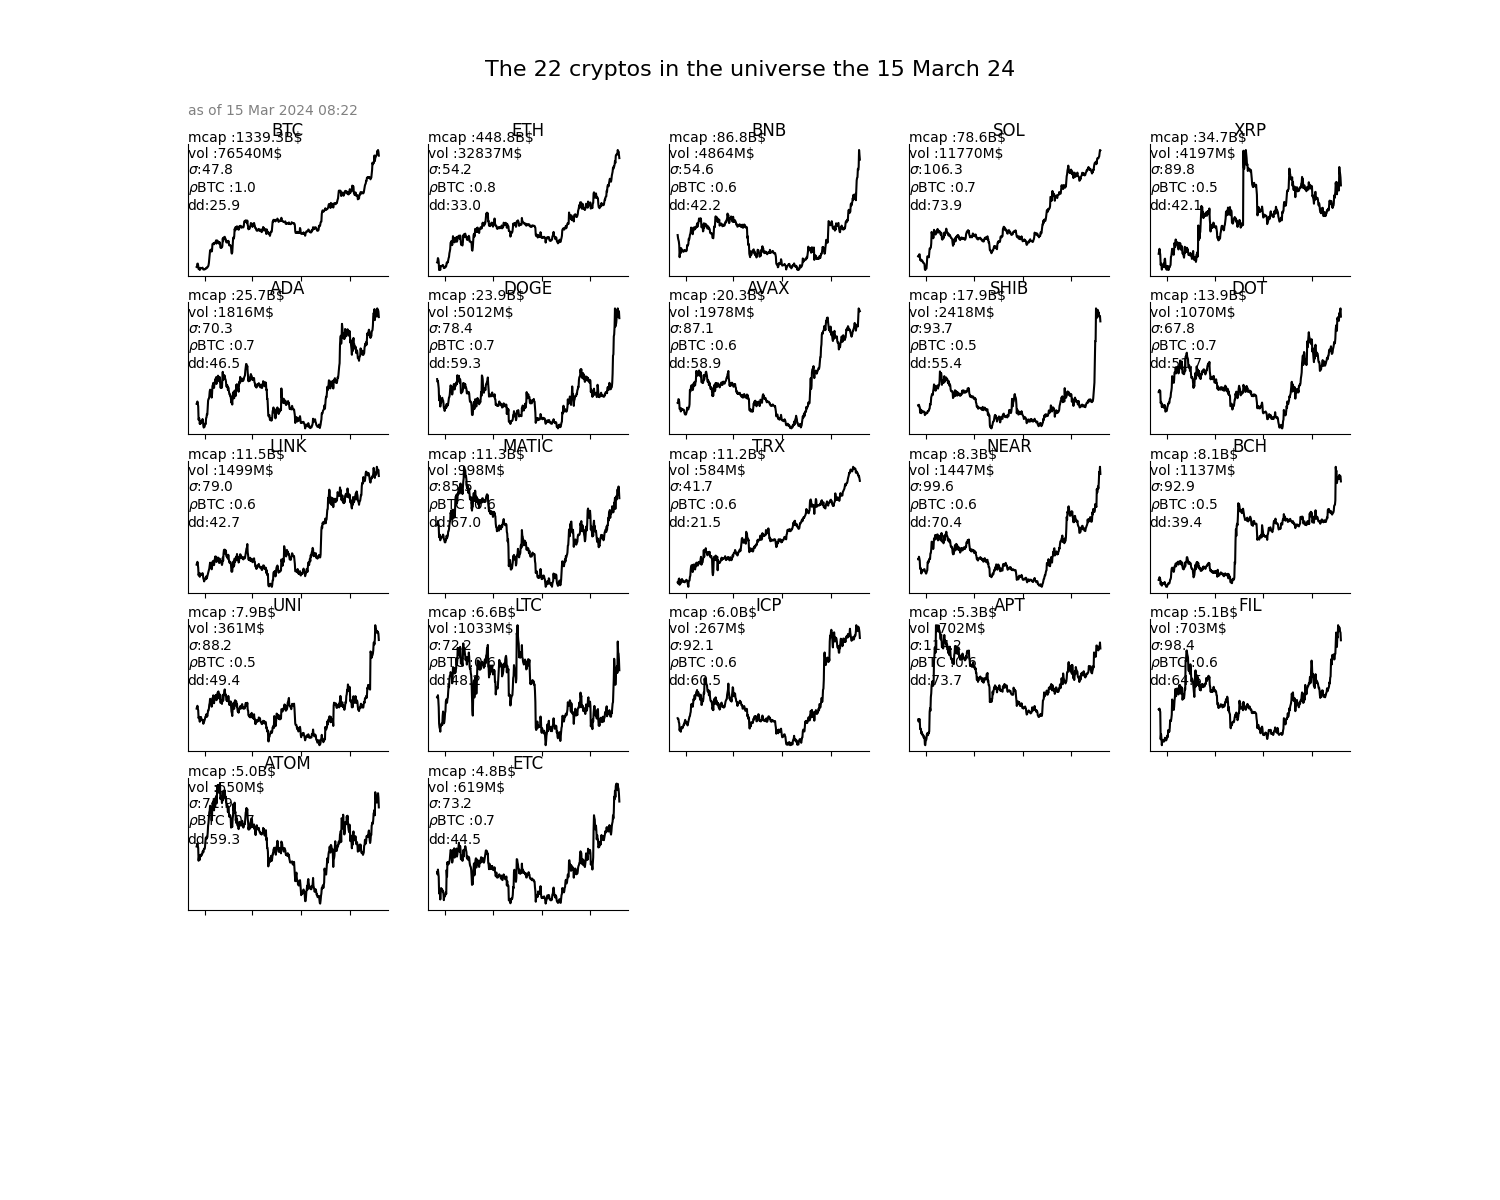 The 22 cryptos in the universe the 15 March 24
as of 15 Mar 2024 08:22
BTC
mcap :1339.3B$
vol :76540M$
σ:47.8
ρBTC :1.0
dd:25.9
ETH
mcap :448.8B$
vol :32837M$
σ:54.2
ρBTC :0.8
dd:33.0
BNB
mcap :86.8B$
vol :4864M$
σ:54.6
ρBTC :0.6
dd:42.2
SOL
mcap :78.6B$
vol :11770M$
σ:106.3
ρBTC :0.7
dd:73.9
XRP
mcap :34.7B$
vol :4197M$
σ:89.8
ρBTC :0.5
dd:42.1
ADA
mcap :25.7B$
vol :1816M$
σ:70.3
ρBTC :0.7
dd:46.5
DOGE
mcap :23.9B$
vol :5012M$
σ:78.4
ρBTC :0.7
dd:59.3
AVAX
mcap :20.3B$
vol :1978M$
σ:87.1
ρBTC :0.6
dd:58.9
SHIB
mcap :17.9B$
vol :2418M$
σ:93.7
ρBTC :0.5
dd:55.4
DOT
mcap :13.9B$
vol :1070M$
σ:67.8
ρBTC :0.7
LINK
mcap :11.5B$
vol :1499M$
σ:79.0
ρBTC :0.6
dd:42.7
MATIC
mcap :11.3B$
vol :998M$
ρBTC :0.6
dd:67.0
TRX
mcap :11.2B$
vol :584M$
σ:41.7
ρBTC :0.6
dd:21.5
NEAR
mcap :8.3B$
vol :1447M$
σ:99.6
ρBTC :0.6
dd:70.4
BCH
mcap :8.1B$
vol :1137M$
σ:92.9
ρBTC :0.5
dd:39.4
UNI
mcap :7.9B$
vol :361M$
σ:88.2
ρBTC :0.5
dd:49.4
LTC
mcap :6.6B$
vol :1033M$
σ:72.2
ρBTC :0.6
ICP
mcap :6.0B$
vol :267M$
σ:92.1
ρBTC :0.6
dd:60.5
APT
mcap :5.3B$
vol :702M$
ρBTC :0.6
dd:73.7
FIL
mcap :5.1B$
vol :703M$
σ:98.4
ρBTC :0.6
ATOM
mcap :5.0B$
vol :550M$
ρBTC :0.7
dd:59.3
ETC
mcap :4.8B$
vol :619M$
σ:73.2
ρBTC :0.7
dd:44.5